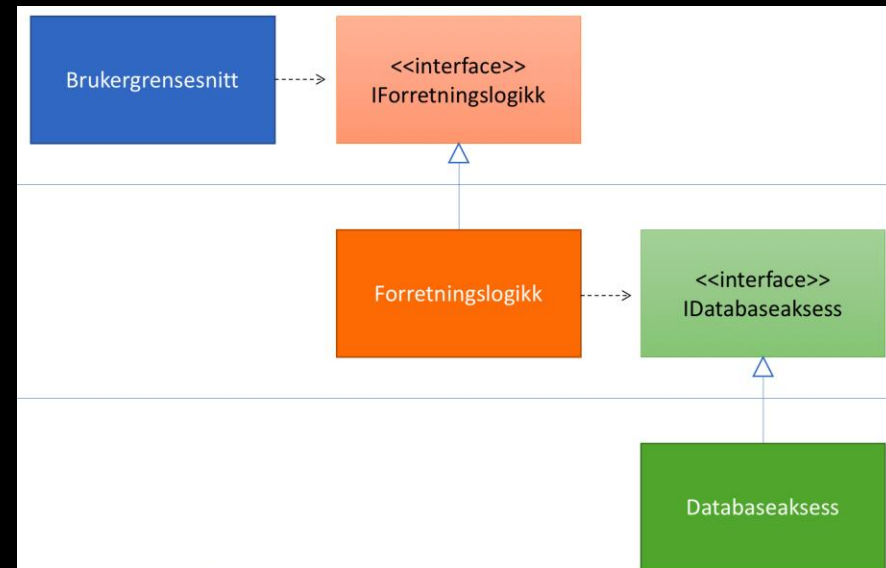 Brukergrensesnitt
<<interface>>
IForretningslogikk
Forretningslogikk
<<interface>>
IDatabaseaksess
Databaseaksess